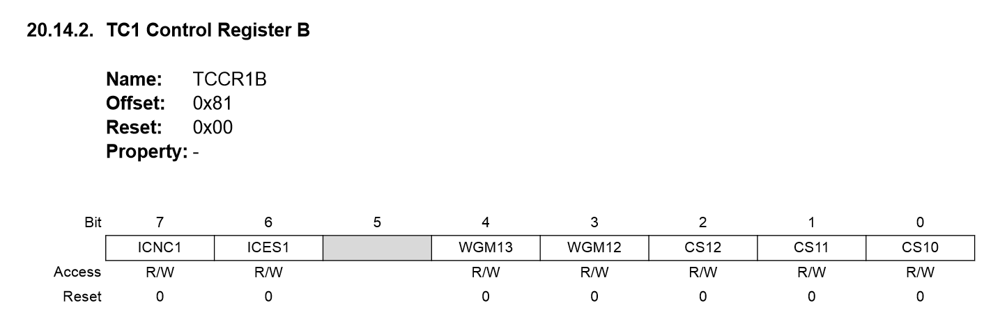 20.14.2. TC1 Control Register B
Name: TCCR1B
Offset: 0x81
Reset: 0x00
Property: -
Bit 7 6 5 4 3 2 1 0
ICNC1 ICES1 WGM13 WGM12 CS12 CS11 CS10
Access R/W R/W R/W R/W R/W R/W R/W
Reset 0 0 0 0 0 0 0